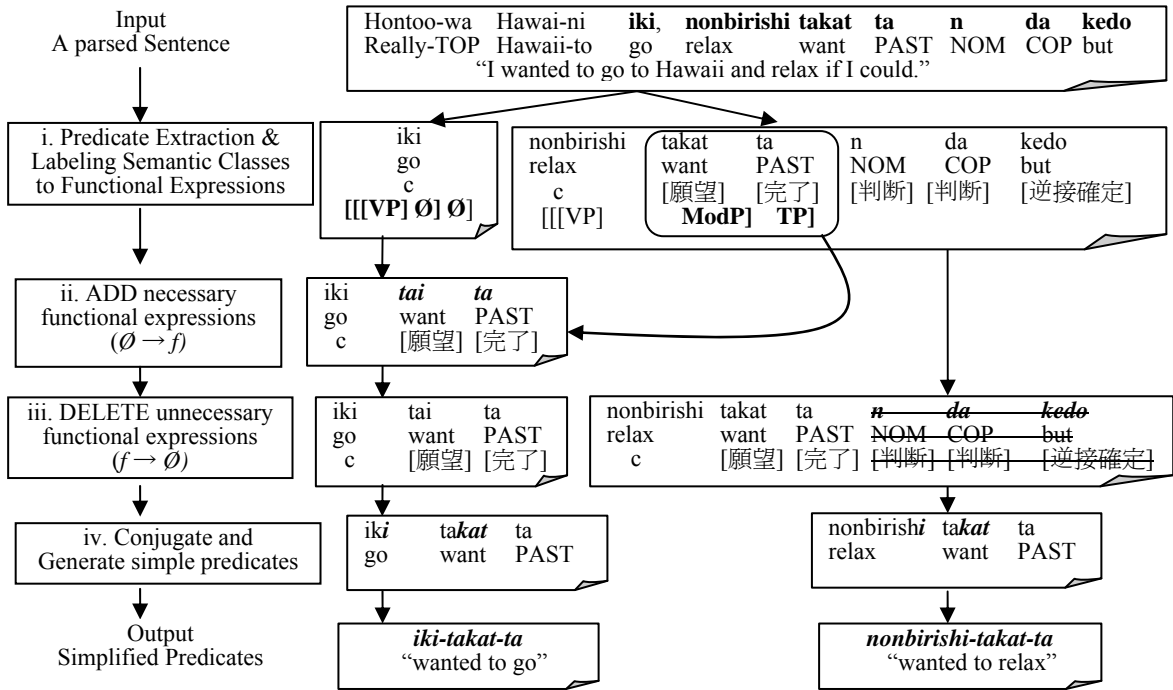 Input
A parsed Sentence
Hontoo-wa Hawai-ni iki, nonbirishi takat ta n da kedo
Really-TOP Hawaii-to go relax want PAST NOM COP but
“I wanted to go to Hawaii and relax if I could.”
i. Predicate Extraction &
Labeling Semantic Classes
to Functional Expressions
iki
go
c
[[[VP] Ø] Ø]
nonbirishi takat ta n da kedo
relax want PAST NOM COP but
c [願望] [完了] [判断] [判断] [逆接確定]
[[[VP] ModP] TP]
ii. ADD necessary
functional expressions
(Ø → f)
iki tai ta
go want PAST
c [願望] [完了]
iii. DELETE unnecessary
functional expressions
(f → Ø)
iki tai ta
go want PAST
c [願望] [完了]
nonbirishi takat ta n da kedo
relax want PAST NOM COP but
c [願望] [完了] [判断] [判断] [逆接確定]
iv. Conjugate and
Generate simple predicates
iki takat ta
go want PAST
nonbirishi takat ta
relax want PAST
Output
Simplified Predicates
iki-takat-ta
“wanted to go”
nonbirishi-takat-ta
“wanted to relax”